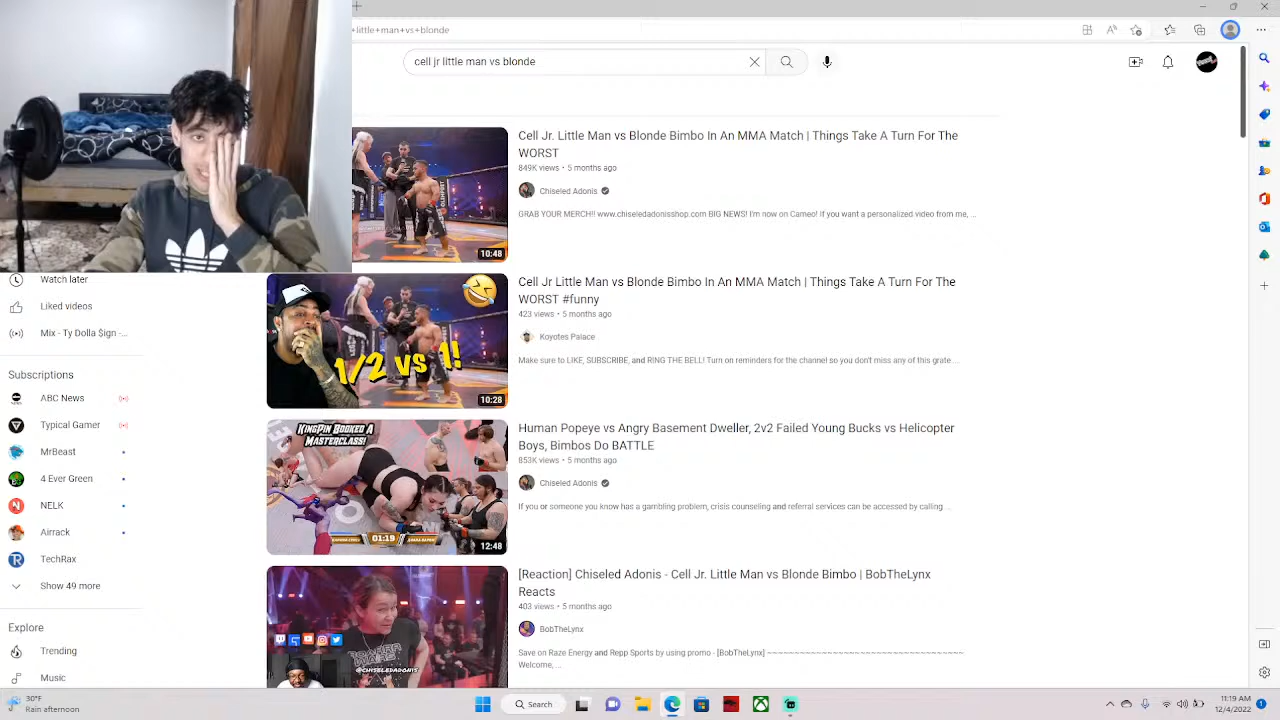 +little+man+vs+blonde
cell jr little man vs blonde
Cell Jr. Little Man vs Blonde Bimbo In An MMA Match | Things Take A Turn For The
WORST
849K views • 5 months ago
Chiseled Adonis
GRAB YOUR MERCH!! www.chiseledadonisshop.com BIG NEWS! I'm now on Cameo! If you want a personalized video from me, ...
10:48
adidas
Watch later
Liked videos
Mix - Ty Dolla $ign -...
Subscriptions
ABC News
Typical Gamer
MrBeast
4 Ever Green
NELK
Airrack
TechRax
Show 49 more
Explore
Trending
Music
Cell Jr Little Man vs Blonde Bimbo In An MMA Match | Things Take A Turn For The
WORST #funny
423 views • 5 months ago
Koyotes Palace
Make sure to LIKE, SUBSCRIBE, and RING THE BELL! Turn on reminders for the channel so you don't miss any of this grate ...
1/2 vs 1!
10:28
KINGPIN BOOKED A
MASTERCLASS!
01:19
12:48
Human Popeye vs Angry Basement Dweller, 2v2 Failed Young Bucks vs Helicopter
Boys, Bimbos Do BATTLE
853K views • 5 months ago
Chiseled Adonis
If you or someone you know has a gambling problem, crisis counseling and referral services can be accessed by calling ...
[Reaction] Chiseled Adonis - Cell Jr. Little Man vs Blonde Bimbo | BobTheLynx
Reacts
403 views • 5 months ago
BobTheLynx
Save on Raze Energy and Repp Sports by using promo - [BobTheLynx] ~~~~~~~~~~~~~~~~~~~~~~~~~~~~~~~~~~
Welcome, ...
@CHISELEDADONIS
30°F
Sunny
Search
11:19 AM
12/4/2022